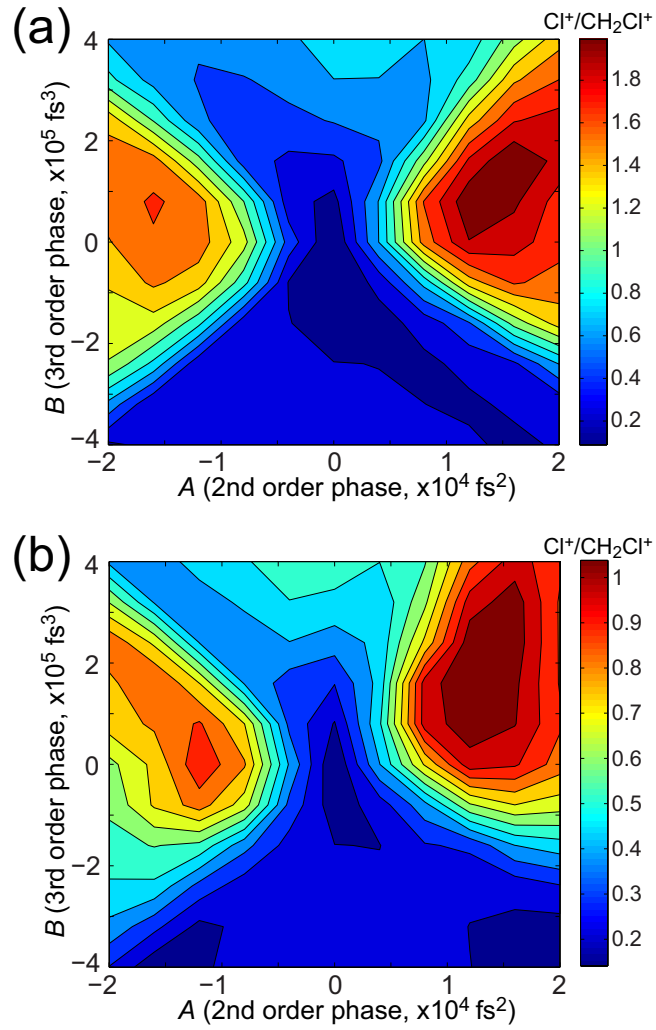 (a)
Cl⁺/CH₂Cl⁺
4
2
0
−2
−4
B (3rd order phase, x10⁵ fs³)
−2 −1 0 1 2
A (2nd order phase, x10⁴ fs²)
1.8
1.6
1.4
1.2
1
0.8
0.6
0.4
0.2
(b)
Cl⁺/CH₂Cl⁺
4
2
0
−2
−4
B (3rd order phase, x10⁵ fs³)
−2 −1 0 1 2
A (2nd order phase, x10⁴ fs²)
1
0.9
0.8
0.7
0.6
0.5
0.4
0.3
0.2